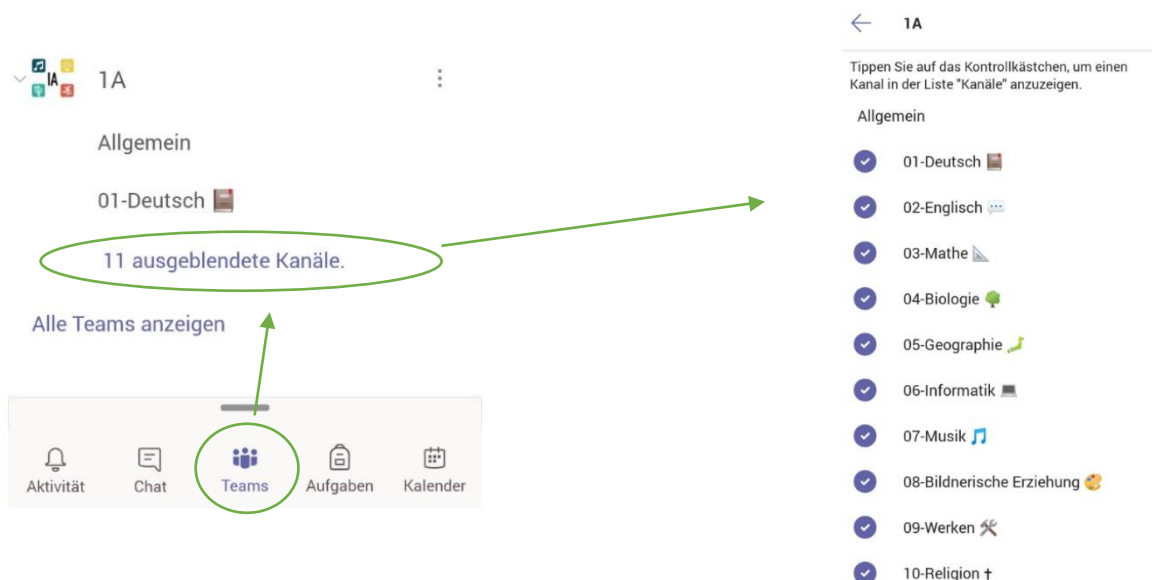 IA
1A
Allgemein
01-Deutsch
11 ausgeblendete Kanäle.
Alle Teams anzeigen
Aktivität
Chat
Teams
Aufgaben
Kalender
1A
Tippen Sie auf das Kontrollkästchen, um einen
Kanal in der Liste "Kanäle" anzuzeigen.
Allgemein
01-Deutsch
02-Englisch
03-Mathe
04-Biologie
05-Geographie
06-Informatik
07-Musik
08-Bildnerische Erziehung
09-Werken
10-Religion ✝